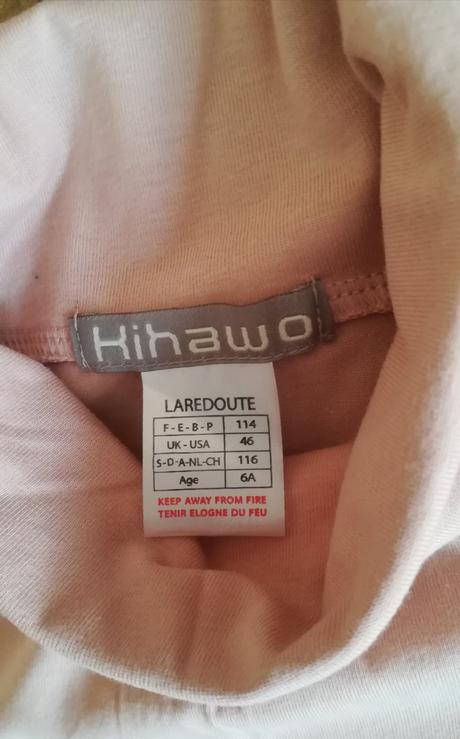 Kihawo
LAREDOUTE
F-E-B-P 114
UK-USA 46
S-D-A-NL-CH 116
Age 6A
KEEP AWAY FROM FIRE
TENIR ELOGNE DU FEU